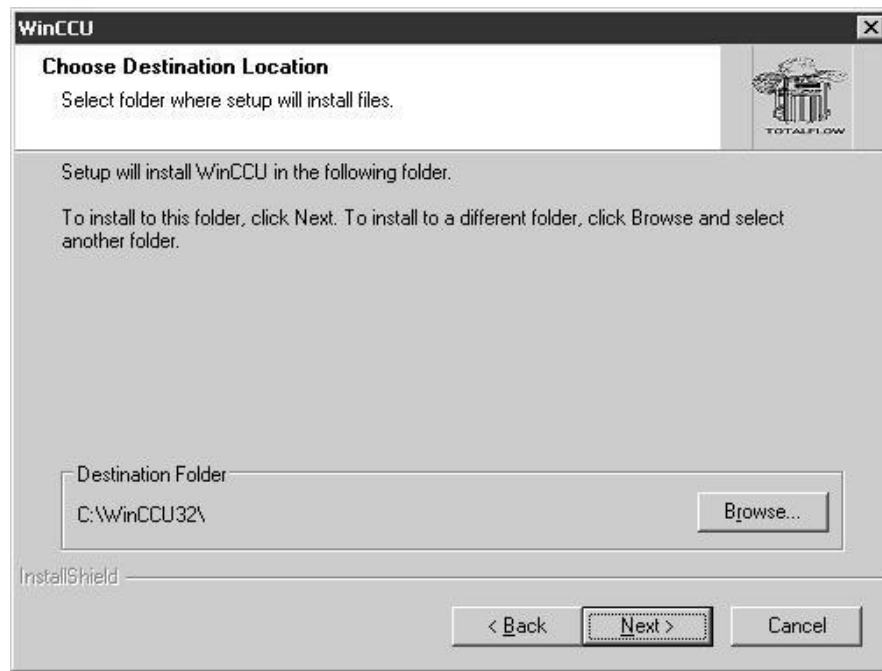 WinCCU
Choose Destination Location
Select folder where setup will install files.
TOTALFLOW
Setup will install WinCCU in the following folder.
To install to this folder, click Next. To install to a different folder, click Browse and select
another folder.
Destination Folder
C:\WinCCU32\
Browse...
InstallShield
< Back
Next >
Cancel